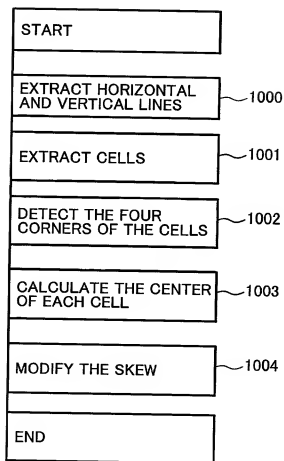 START
EXTRACT HORIZONTAL
AND VERTICAL LINES
1000
EXTRACT CELLS
1001
DETECT THE FOUR
CORNERS OF THE CELLS
1002
CALCULATE THE CENTER
OF EACH CELL
1003
MODIFY THE SKEW
1004
END